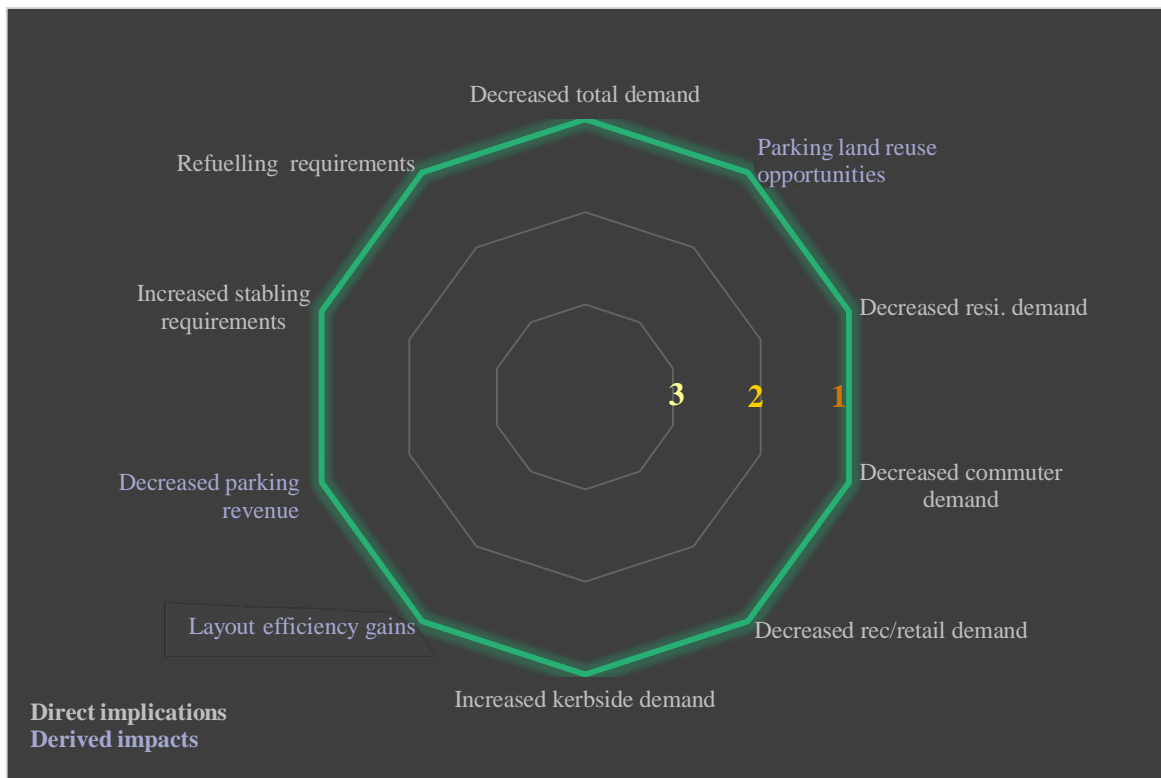 Decreased total demand
Parking land reuse
opportunities
Refuelling requirements
Increased stabling
requirements
Decreased resi. demand
3 2 1
Decreased parking
revenue
Decreased commuter
demand
Layout efficiency gains
Decreased rec/retail demand
Increased kerbside demand
Direct implications
Derived impacts